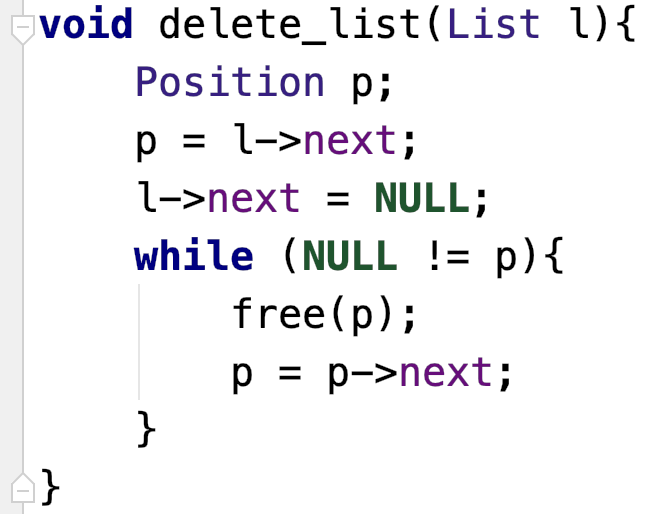 void delete_list(List l){
    Position p;
    p = l->next;
    l->next = NULL;
    while (NULL != p){
        free(p);
        p = p->next;
    }
}